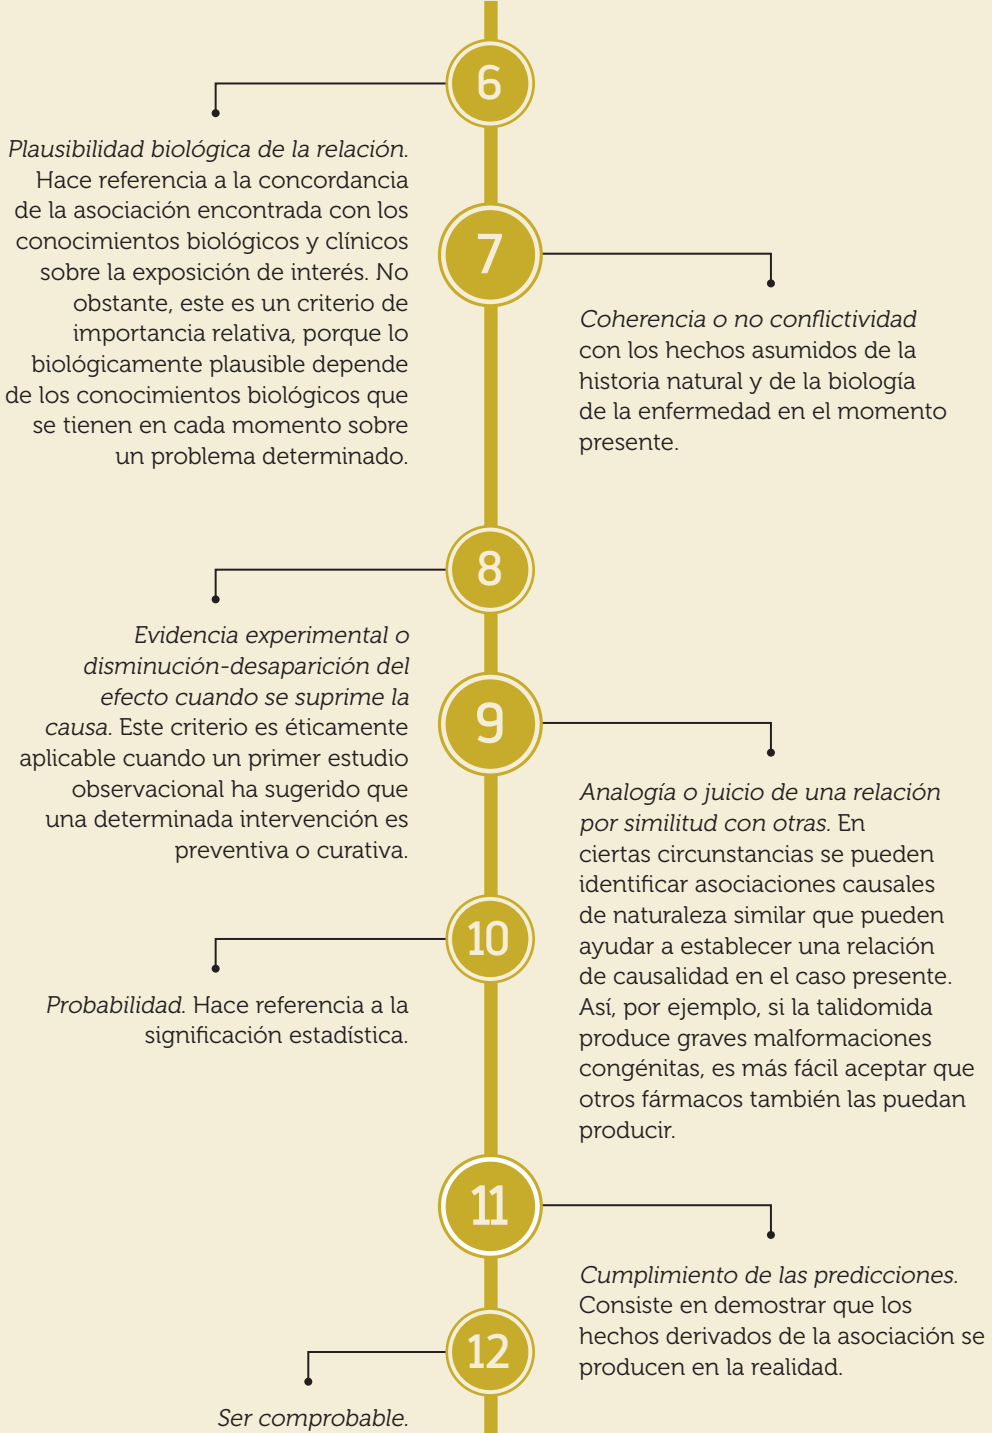 6
Plausibilidad biológica de la relación.
Hace referencia a la concordancia
de la asociación encontrada con los
conocimientos biológicos y clínicos
sobre la exposición de interés. No
obstante, este es un criterio de
importancia relativa, porque lo
biológicamente plausible depende
de los conocimientos biológicos que
se tienen en cada momento sobre
un problema determinado.
7
Coherencia o no conflictividad
con los hechos asumidos de la
historia natural y de la biología
de la enfermedad en el momento
presente.
8
Evidencia experimental o
disminución-desaparición del
efecto cuando se suprime la
causa. Este criterio es éticamente
aplicable cuando un primer estudio
observacional ha sugerido que
una determinada intervención es
preventiva o curativa.
9
Analogía o juicio de una relación
por similitud con otras. En
ciertas circunstancias se pueden
identificar asociaciones causales
de naturaleza similar que pueden
ayudar a establecer una relación
de causalidad en el caso presente.
Así, por ejemplo, si la talidomida
produce graves malformaciones
congénitas, es más fácil aceptar que
otros fármacos también las puedan
producir.
10
Probabilidad. Hace referencia a la
significación estadística.
11
Cumplimiento de las predicciones.
Consiste en demostrar que los
hechos derivados de la asociación se
producen en la realidad.
12
Ser comprobable.